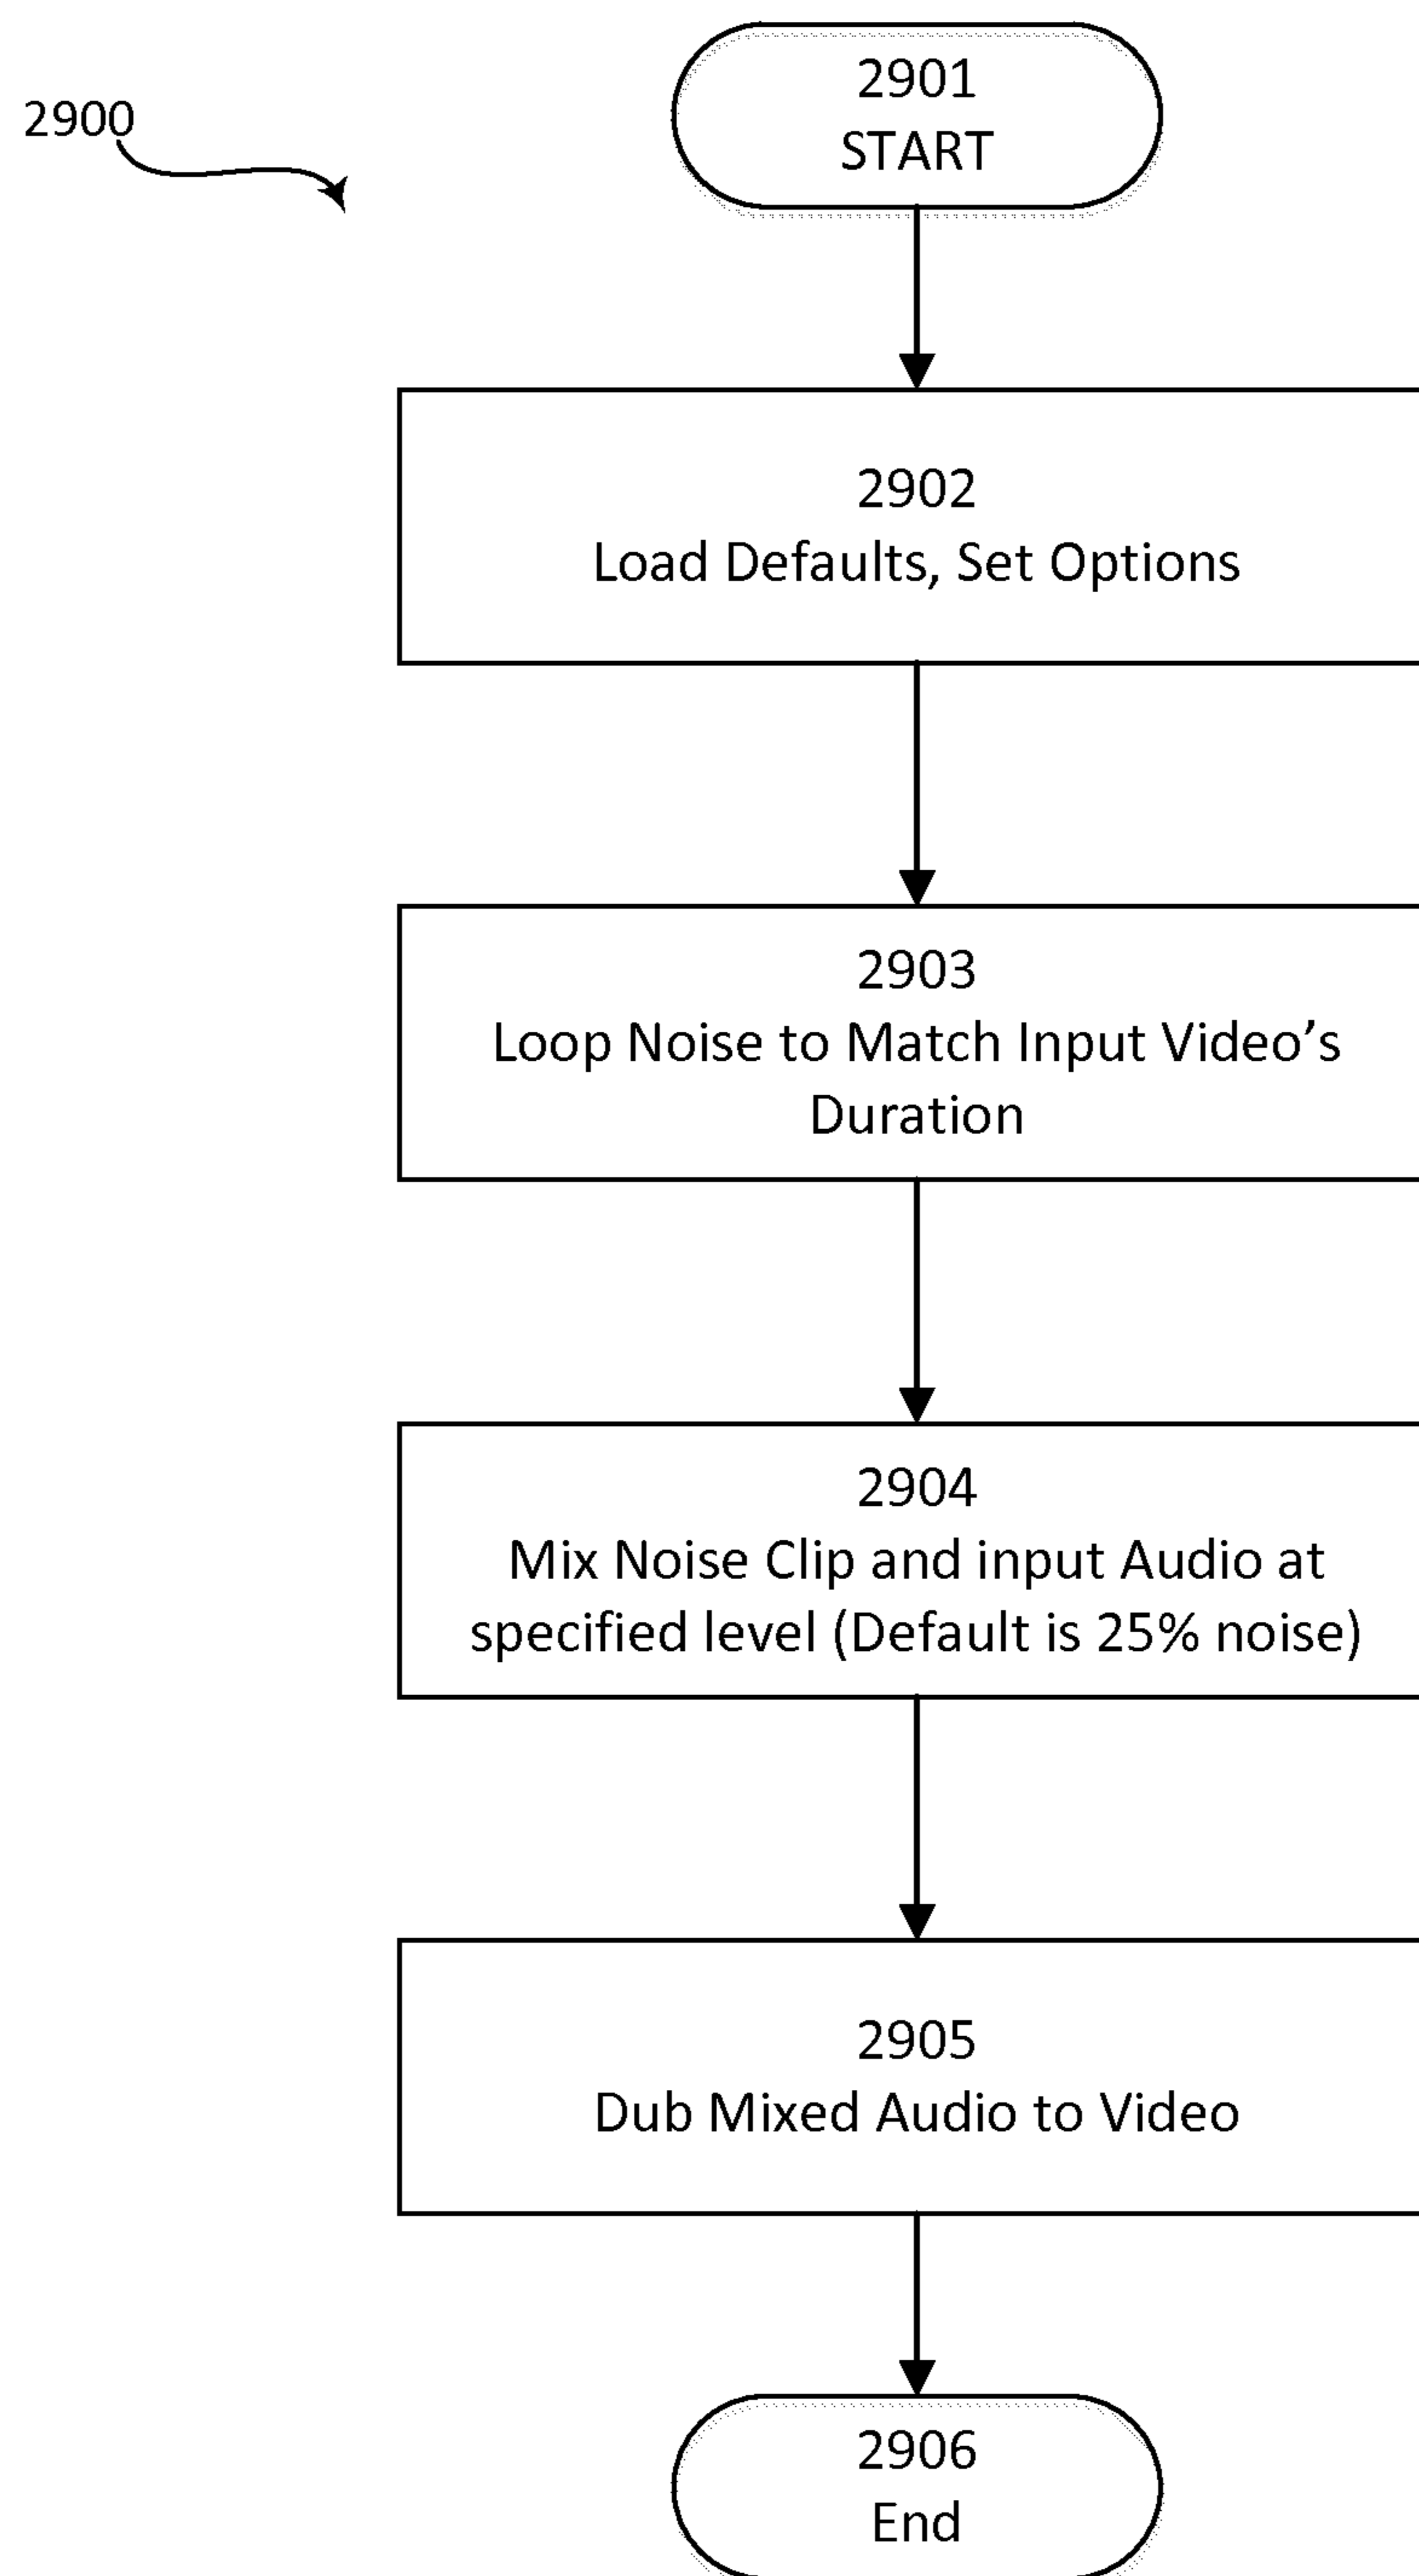 2900
2901
START
2902
Load Defaults, Set Options
2903
Loop Noise to Match Input Video’s
Duration
2904
Mix Noise Clip and input Audio at
specified level (Default is 25% noise)
2905
Dub Mixed Audio to Video
2906
End